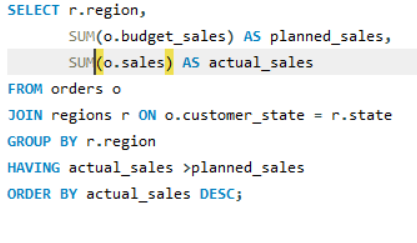 SELECT r.region,
SUM(o.budget_sales) AS planned_sales,
SUM(o.sales) AS actual_sales
FROM orders o
JOIN regions r ON o.customer_state = r.state
GROUP BY r.region
HAVING actual_sales >planned_sales
ORDER BY actual_sales DESC;